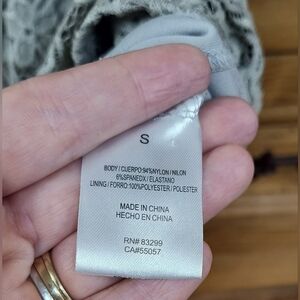 S
BODY / CUERPO:94%NYLON / NILON
6%SPANEDX / ELASTANO
LINING / FORRO:100%POLYESTER / POLIESTER
MADE IN CHINA
HECHO EN CHINA
RN# 83299
CA#55057